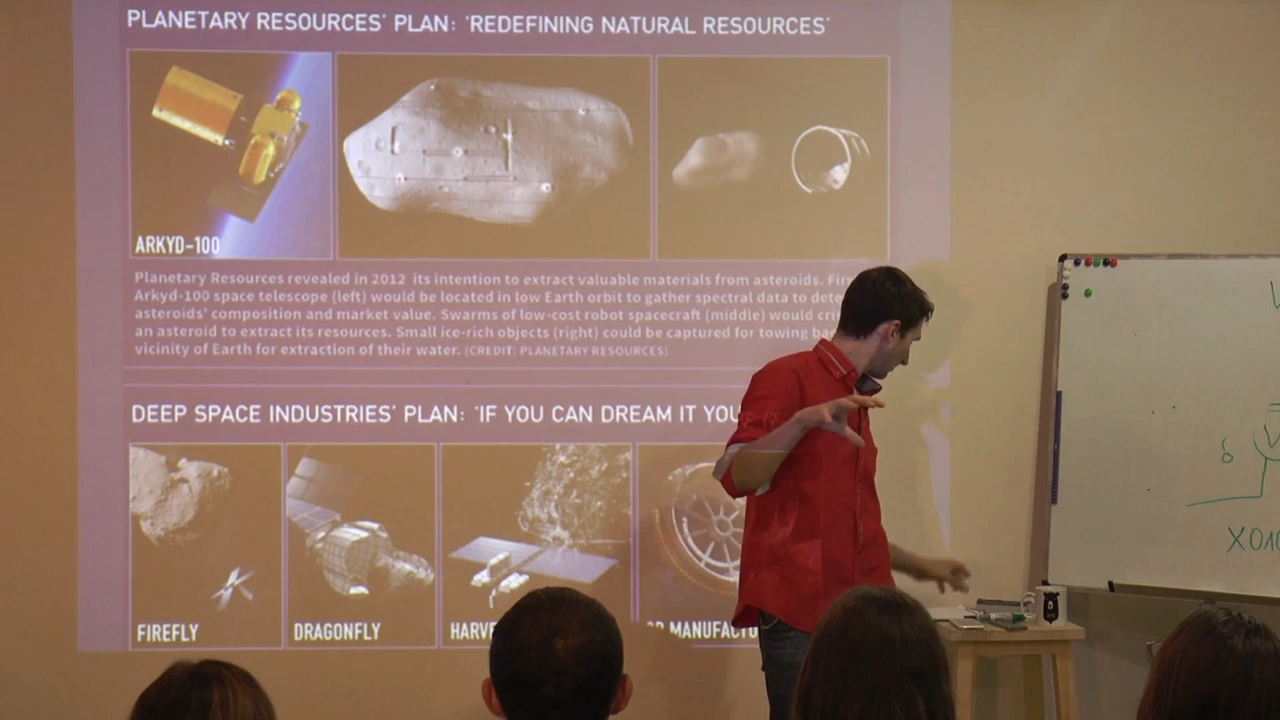 PLANETARY RESOURCES' PLAN: 'REDEFINING NATURAL RESOURCES'
ARKYD-100
Planetary Resources revealed in 2012 its intention to extract valuable materials from asteroids.
Arkyd-100 space telescope (left) would be located in low Earth orbit to gather spectral data to
asteroids' composition and market value. Swarms of low-cost robot spacecraft (middle) would
an asteroid to extract its resources. Small ice-rich objects (right) could be captured for towing
vicinity of Earth for extraction of their water. (CREDIT: PLANETARY RESOURCES)
DEEP SPACE INDUSTRIES' PLAN: 'IF YOU CAN DREAM IT
FIREFLY
DRAGONFLY